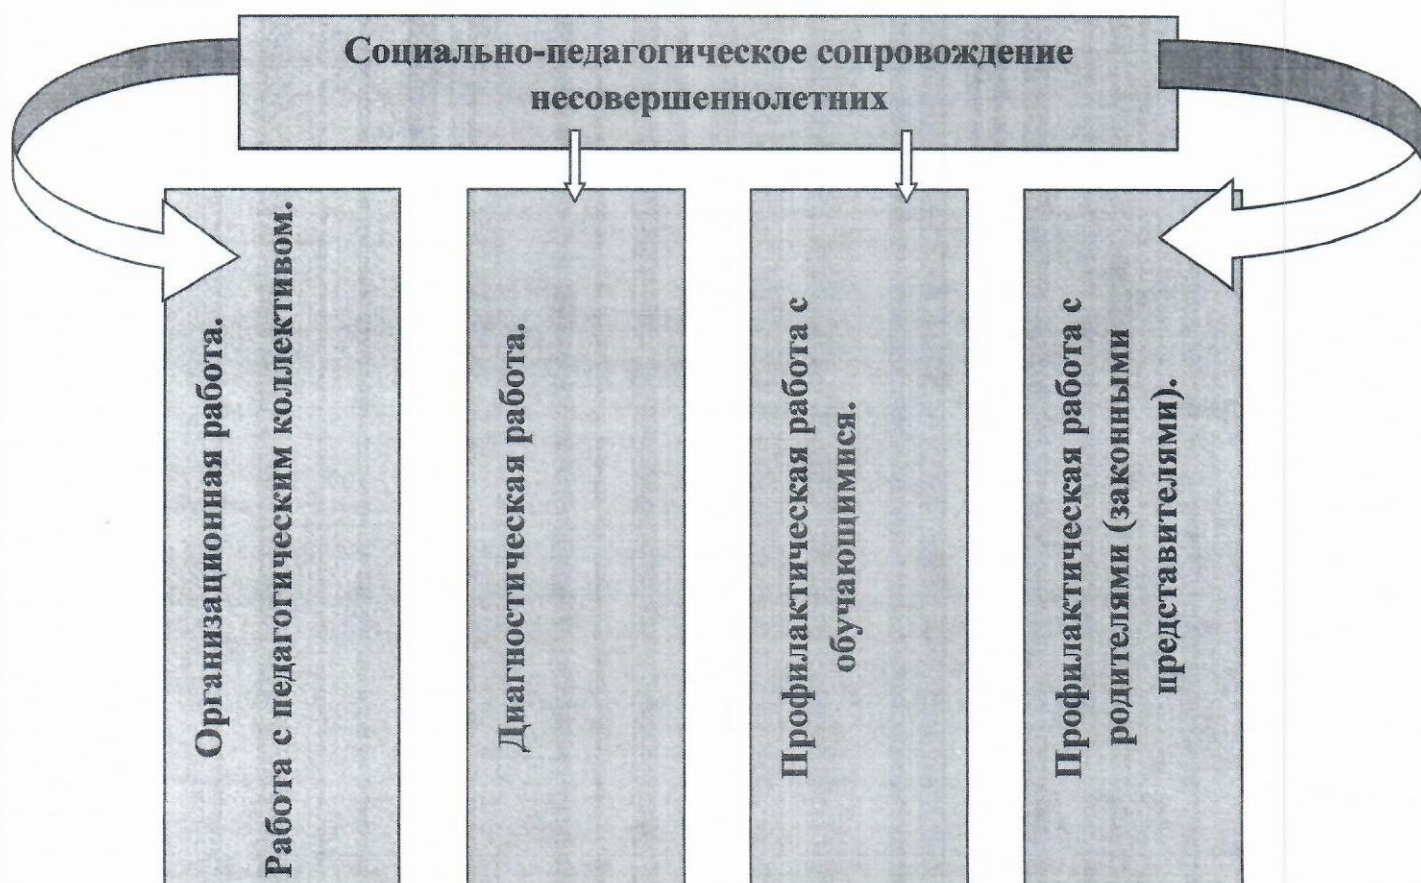 Социально-педагогическое сопровождение
несовершеннолетних
Организационная работа.
Работа с педагогическим коллективом.
Диагностическая работа.
Профилактическая работа с
обучающимися.
Профилактическая работа с
родителями (законными
представителями).